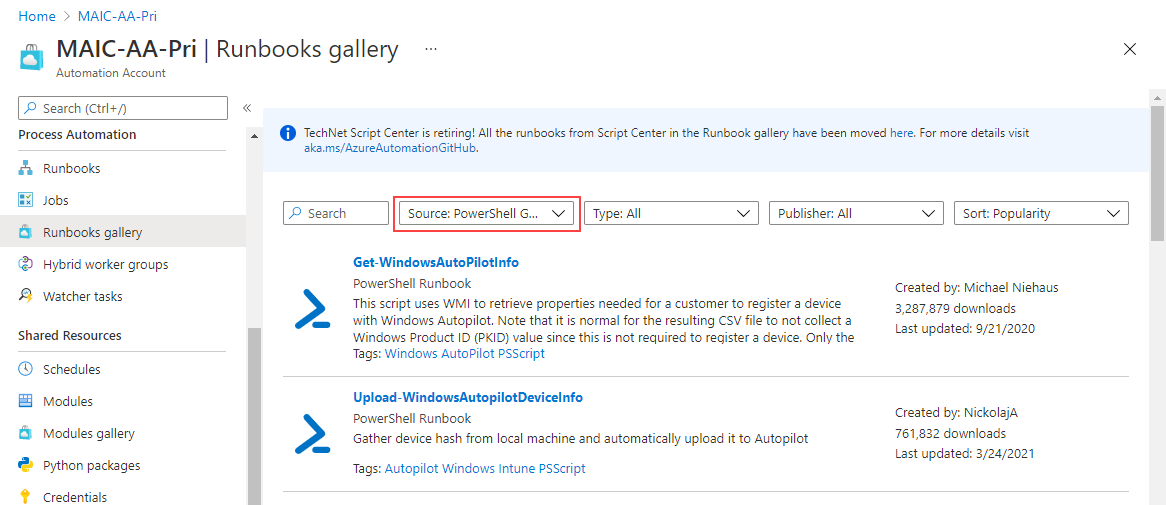 Home > MAIC-AA-Pri
MAIC-AA-Pri | Runbooks gallery ...
Automation Account
Search (Ctrl+/)
«
Process Automation
Runbooks
Jobs
Runbooks gallery
Hybrid worker groups
Watcher tasks
Shared Resources
Schedules
Modules
Modules gallery
Python packages
Credentials
TechNet Script Center is retiring! All the runbooks from Script Center in the Runbook gallery have been moved here. For more details visit
aka.ms/AzureAutomationGitHub.
Search
Source: PowerShell G...
Type: All
Publisher: All
Sort: Popularity
Get-WindowsAutoPilotInfo
PowerShell Runbook
This script uses WMI to retrieve properties needed for a customer to register a device
with Windows Autopilot. Note that it is normal for the resulting CSV file to not collect a
Windows Product ID (PKID) value since this is not required to register a device. Only the
Tags: Windows AutoPilot PSScript
Created by: Michael Niehaus
3,287,879 downloads
Last updated: 9/21/2020
Upload-WindowsAutopilotDeviceInfo
PowerShell Runbook
Gather device hash from local machine and automatically upload it to Autopilot
Tags: Autopilot Windows Intune PSScript
Created by: NickolajA
761,832 downloads
Last updated: 3/24/2021